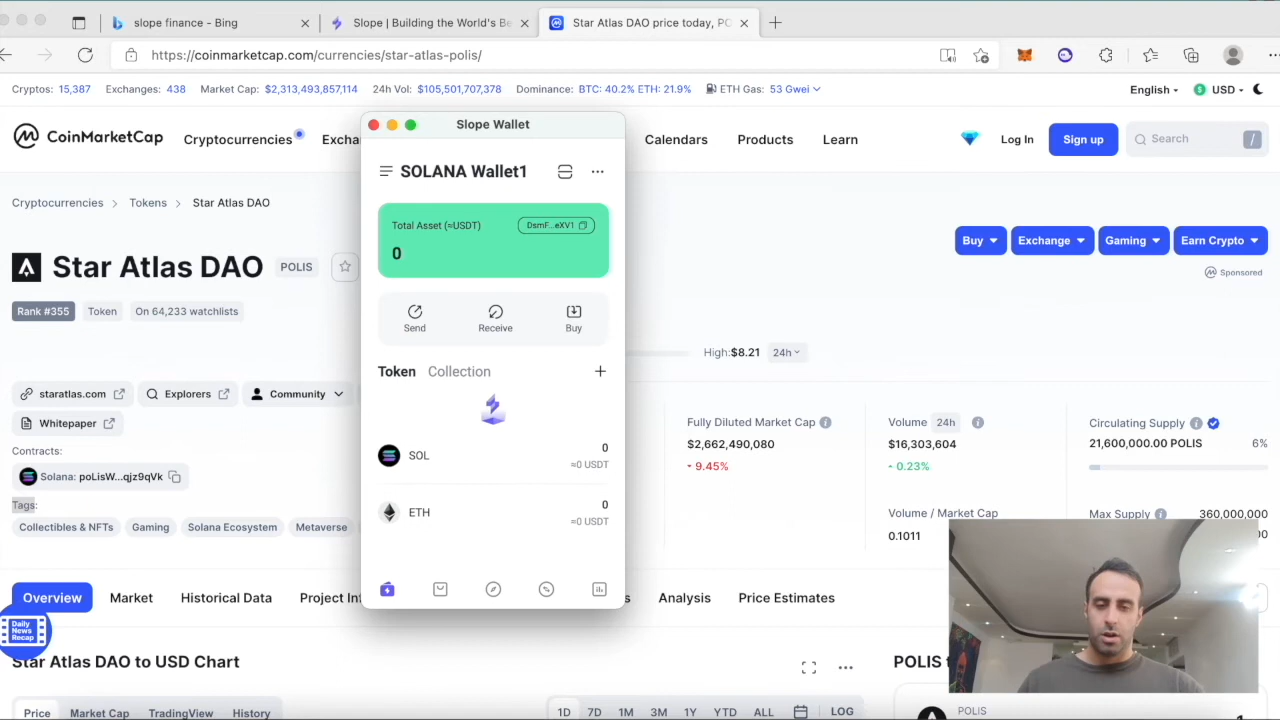 slope finance - Bing
Slope | Building the World's Be
Star Atlas DAO price today, PO
https://coinmarketcap.com/currencies/star-atlas-polis/
Cryptos: 15,387 Exchanges: 438 Market Cap: $2,313,493,857,114 24h Vol: $105,501,707,378 Dominance: BTC: 40.2% ETH: 21.9% ETH Gas: 53 Gwei English USD
CoinMarketCap Cryptocurrencies Excha Calendars Products Learn Log In Sign up Search /
Cryptocurrencies Tokens Star Atlas DAO
Star Atlas DAO POLIS
Buy Exchange Gaming Earn Crypto
Sponsored
Rank #355 Token On 64,233 watchlists
High:$8.21 24h
staratlas.com Explorers Community
Whitepaper
Contracts:
Solana: poLisW...qjz9qVk
Tags:
Collectibles & NFTs Gaming Solana Ecosystem Metaverse
Fully Diluted Market Cap
$2,662,490,080
9.45%
Volume 24h
$16,303,604
0.23%
Volume / Market Cap
0.1011
Circulating Supply
21,600,000.00 POLIS 6%
Max Supply 360,000,000
00
Slope Wallet
SOLANA Wallet1
Total Asset (≈USDT) DsmF...eXV1
0
Send Receive Buy
Token Collection
SOL 0
≈0 USDT
ETH 0
≈0 USDT
Overview Market Historical Data Project Inf s Analysis Price Estimates
Daily
News
Recap
Star Atlas DAO to USD Chart
POLIS t
Price Market Cap TradingView History 1D 7D 1M 3M 1Y YTD ALL LOG
POLIS